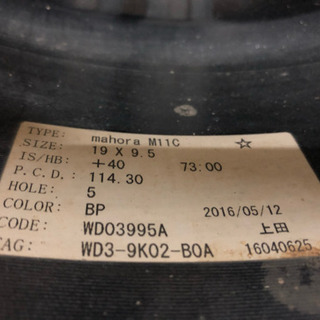 TYPE: mahora M11C ☆
SIZE: 19 X 9.5
IS/HB: +40 73.00
P.C.D.: 114.30
HOLE: 5
COLOR: BP 2016/05/12
CODE: WD03995A 上田
AG: WD3-9K02-B0A 16040625